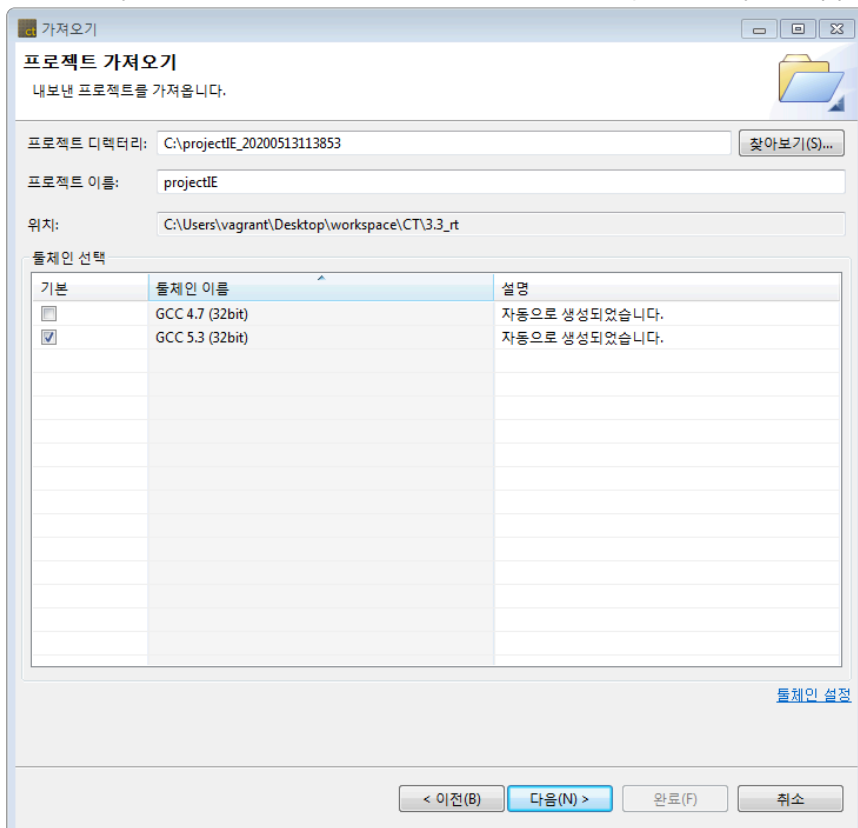 ct 가져오기
프로젝트 가져오기
내보낸 프로젝트를 가져옵니다.
프로젝트 디렉터리: C:\projectIE_20200513113853 찾아보기(S)...
프로젝트 이름: projectIE
위치: C:\Users\vagrant\Desktop\workspace\CT\3.3_rt
툴체인 선택
기본 툴체인 이름 설명
GCC 4.7 (32bit) 자동으로 생성되었습니다.
GCC 5.3 (32bit) 자동으로 생성되었습니다.
툴체인 설정
< 이전(B) 다음(N) > 완료(F) 취소